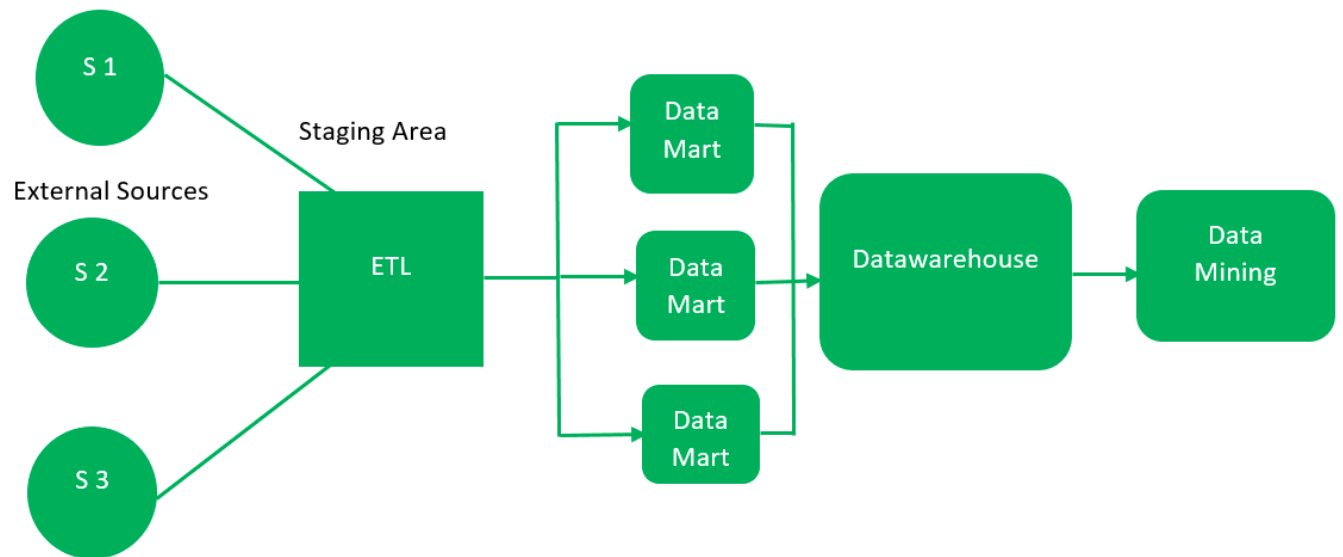 S 1
Staging Area
External Sources
S 2
ETL
S 3
Data
Mart
Data
Mart
Data
Mart
Datawarehouse
Data
Mining